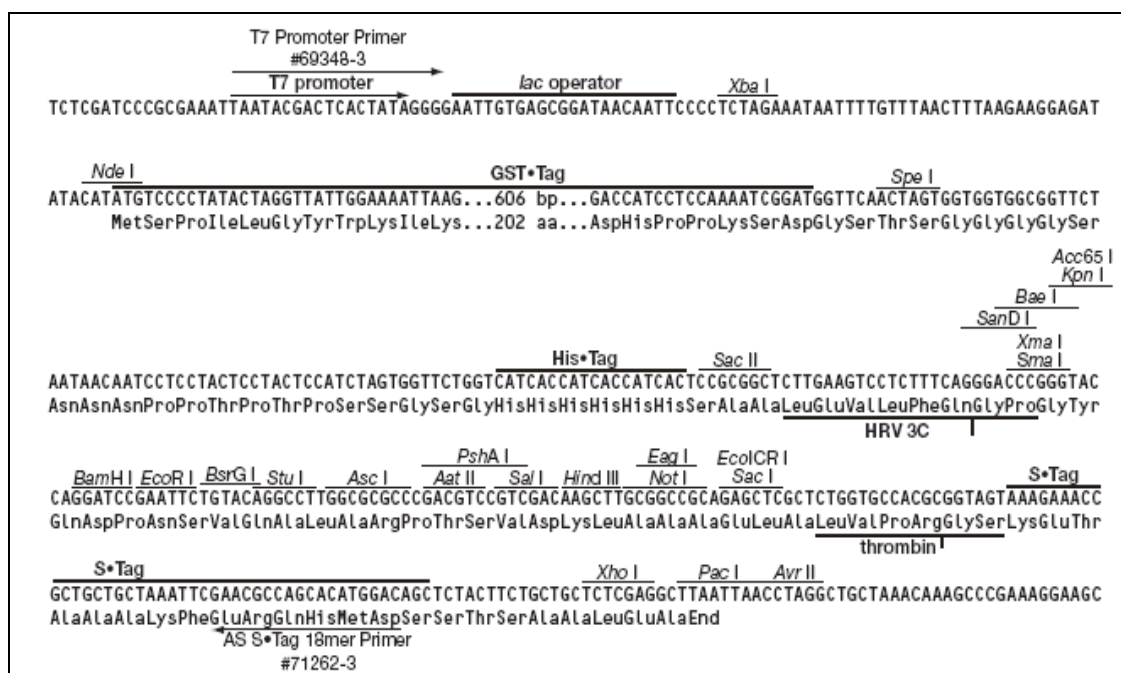 T7 Promoter Primer
#69348-3
T7 promoter
lac operator
Xba I
TCTCGATCCCGCGAAATTAATACGACTCACTATAGGGGAATTGTGAGCGGATAACAATTCCCCTCTAGAAATAATTTTGTTTAACTTTAAGAAGGAGAT
Nde I
GST•Tag
Spe I
ATACATATGTCCCCTATACTAGGTTATTGGAAAATTAAG...606 bp...GACCATCCTCCAAAATCGGATGGTTCAACTAGTGGTGGTGGCGGTTCT
MetSerProIleLeuGlyTyrTrpLysIleLys...202 aa...AspHisProProLysSerAspGlySerThrSerGlyGlyGlyGlySer
Acc65 I
Kpn I
Bae I
SanD I
Xma I
His•Tag
Sac II
Sma I
AATAACAATCCTCCTACTCCTACTCCATCTAGTGGTTCTGGTCATCACCATCACCATCACTCCGCGGCTCTTGAAGTCCTCTTTCAGGGACCCGGGTAC
AsnAsnAsnProProThrProThrProSerSerGlySerGlyHisHisHisHisHisHisSerAlaAlaLeuGluValLeuPheGlnGlyProGlyTyr
HRV 3C
PshA I
Eag I
EcoICR I
BamH I
EcoR I
BsrG I
Stu I
Asc I
Aat II
Sal I
Hind III
Not I
Sac I
S•Tag
CAGGATCCGAATTCTGTACAGGCCTTGGCGCGCCCGACGTCCGTCGACAAGCTTGCGGCCGCAGAGCTCGCTCTGGTGCCACGCGGTAGTAAAGAAACC
GlnAspProAsnSerValGlnAlaLeuAlaArgProThrSerValAspLysLeuAlaAlaAlaGluLeuAlaLeuValProArgGlySerLysGluThr
thrombin
S•Tag
Xho I
Pac I
Avr II
GCTGCTGCTAAATTCGAACGCCAGCACATGGACAGCTCTACTTCTGCTGCTCTCGAGGCTTAATTAACCTAGGCTGCTAAACAAAGCCCGAAAGGAAGC
AlaAlaAlaLysPheGluArgGlnHisMetAspSerSerThrSerAlaAlaLeuGluAlaEnd
AS S•Tag 18mer Primer
#71262-3